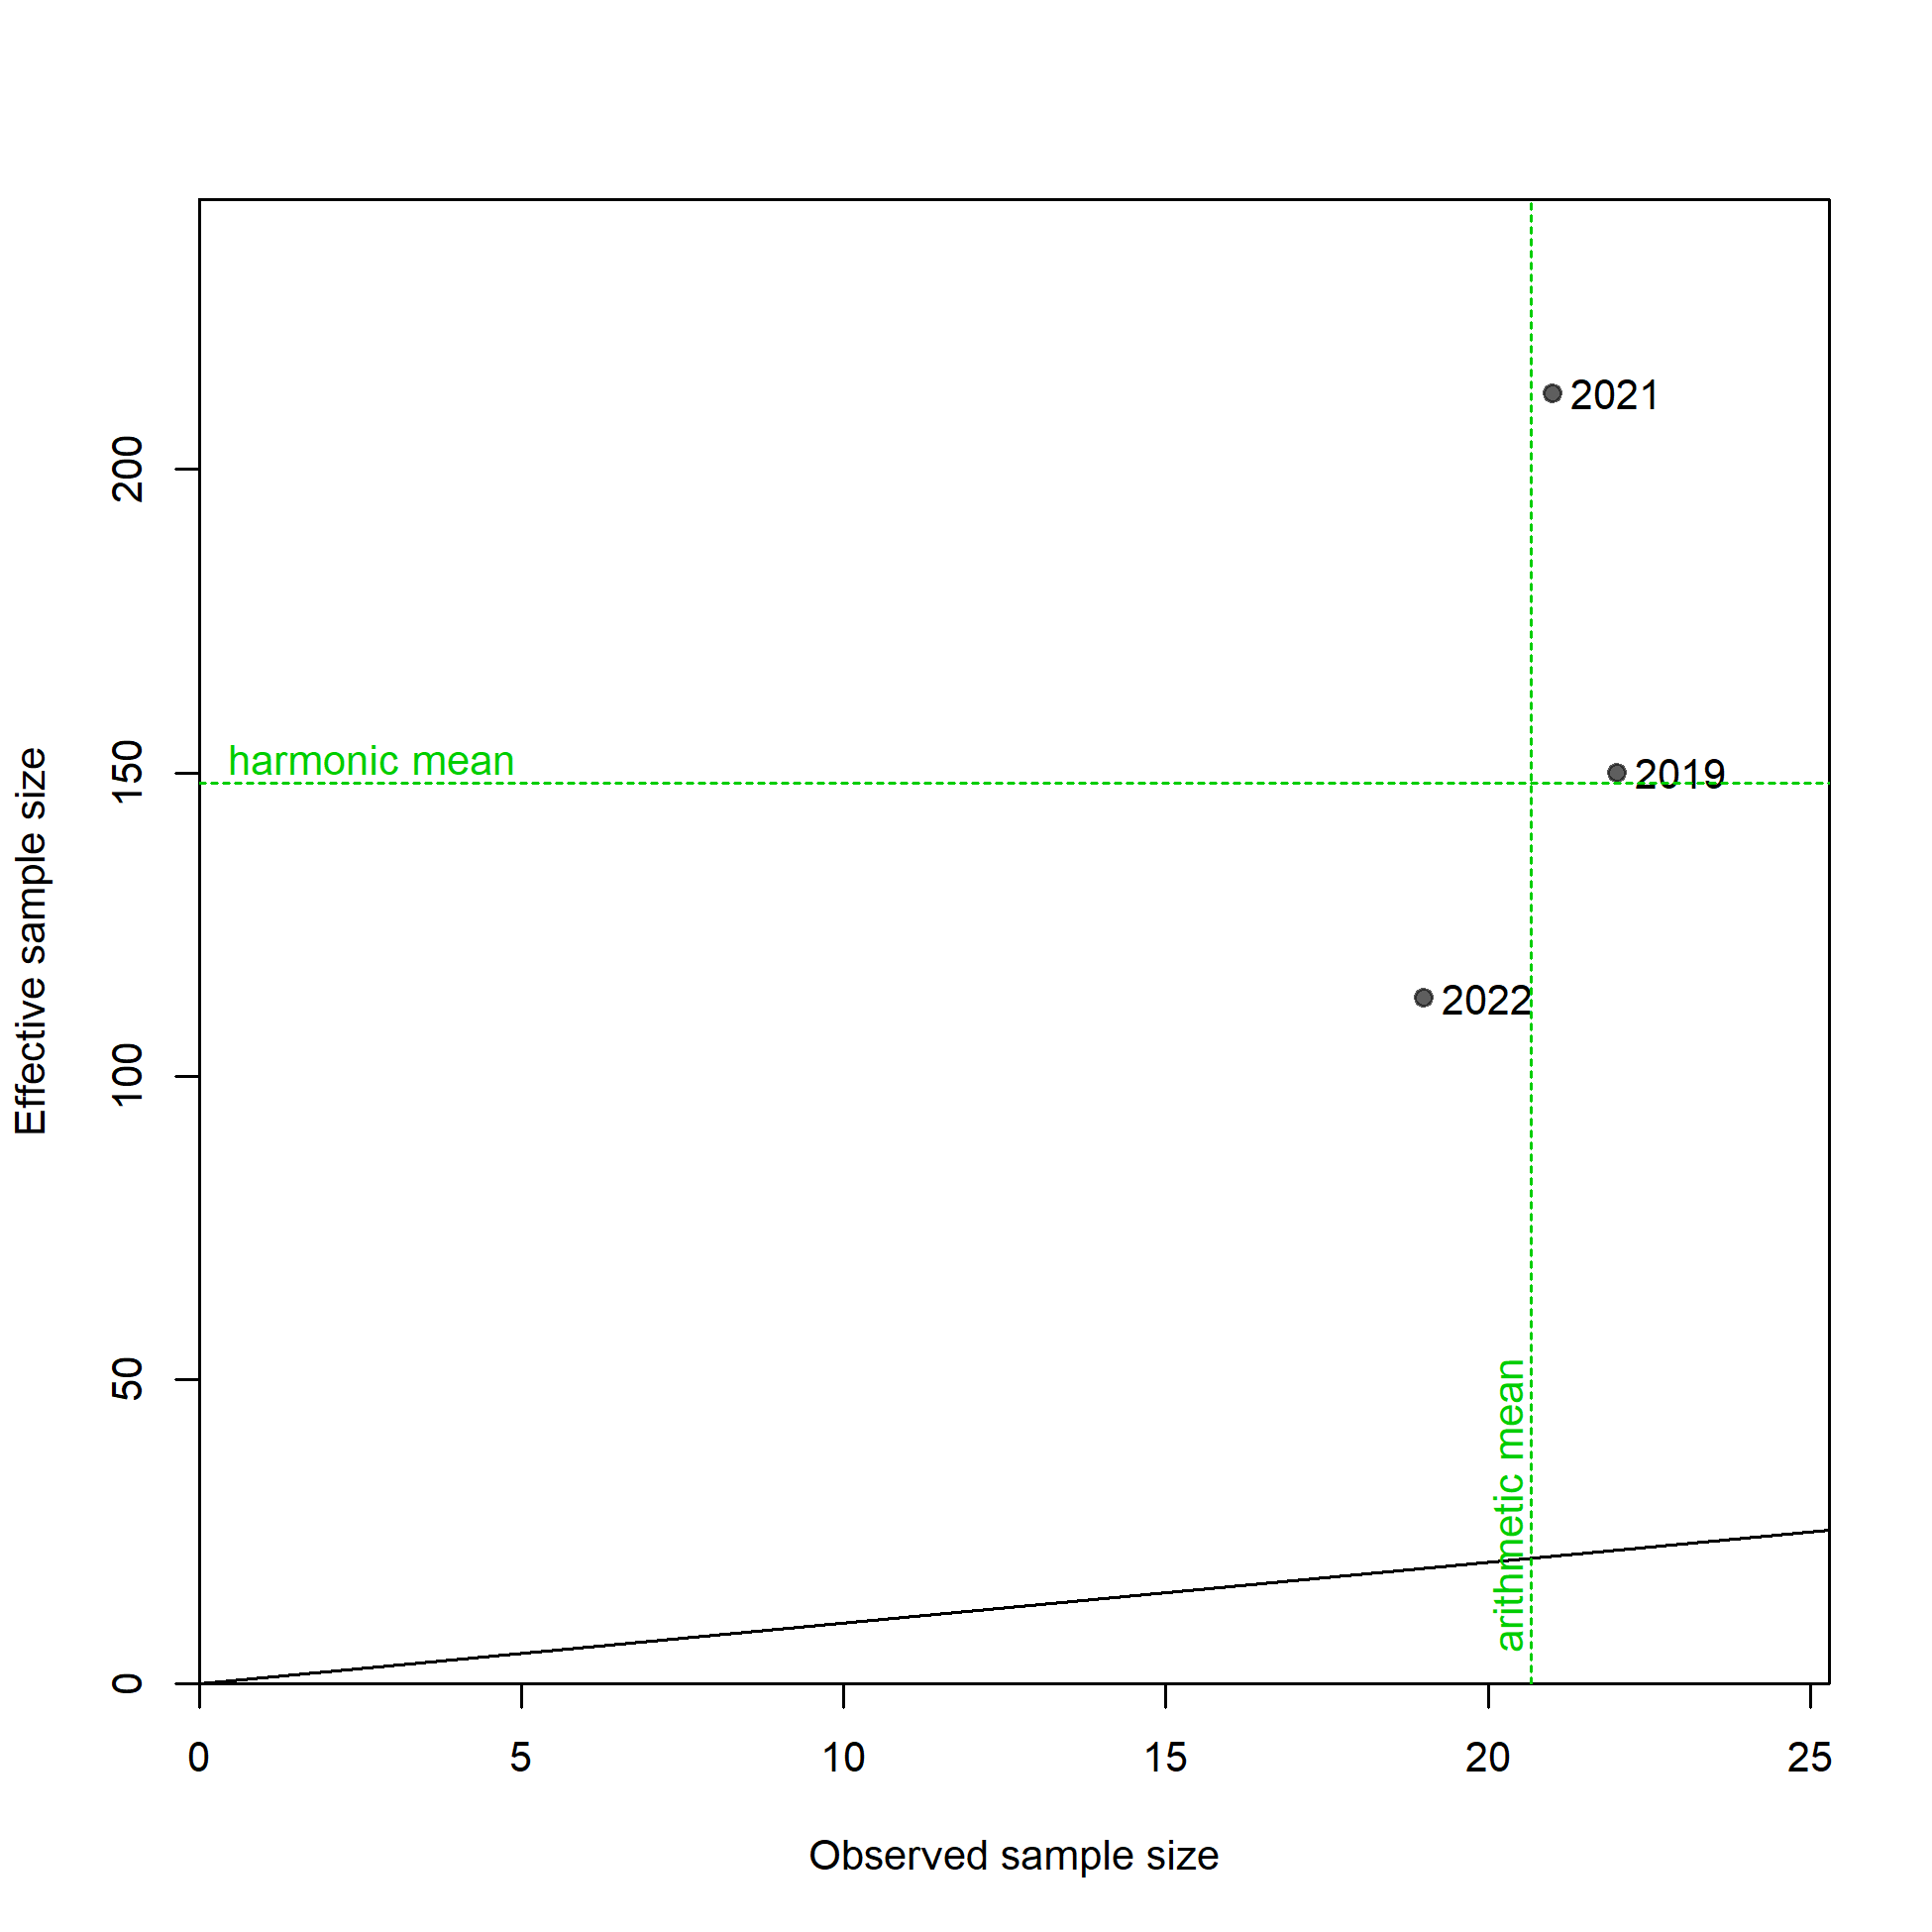 2021
200
harmonic mean
150
2019
2022
100
Effective sample size
50
arithmetic mean
0
0 5 10 15 20 25
Observed sample size